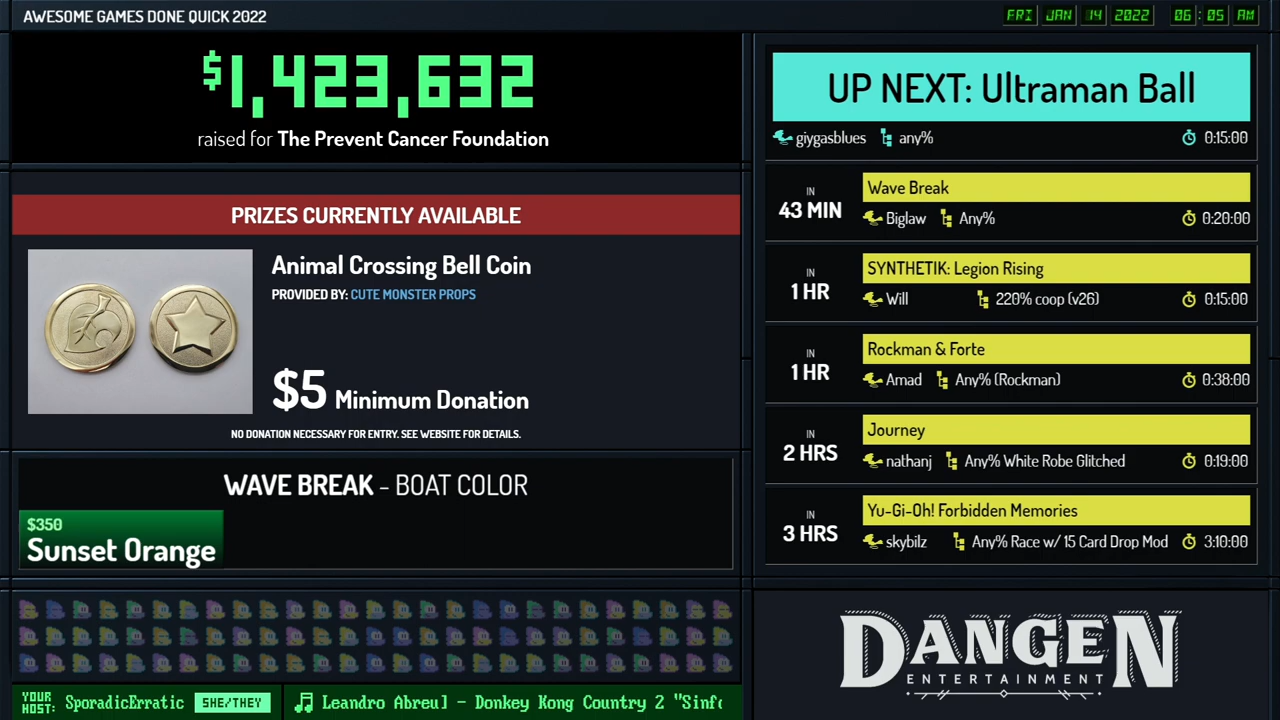 AWESOME GAMES DONE QUICK 2022
FRI JAN 14 2022 06:05 AM
$1,423,632
raised for The Prevent Cancer Foundation
PRIZES CURRENTLY AVAILABLE
Animal Crossing Bell Coin
PROVIDED BY: CUTE MONSTER PROPS
$5 Minimum Donation
NO DONATION NECESSARY FOR ENTRY. SEE WEBSITE FOR DETAILS.
WAVE BREAK - BOAT COLOR
$350
Sunset Orange
YOUR HOST: SporadicErratic SHE/THEY
Leandro Abreu] - Donkey Kong Country 2 "Sinf
UP NEXT: Ultraman Ball
giygasblues any% 0:15:00
IN 43 MIN
Wave Break
Biglaw Any% 0:20:00
IN 1 HR
SYNTHETIK: Legion Rising
Will 220% coop (v26) 0:15:00
IN 1 HR
Rockman & Forte
Amad Any% (Rockman) 0:38:00
IN 2 HRS
Journey
nathanj Any% White Robe Glitched 0:19:00
IN 3 HRS
Yu-Gi-Oh! Forbidden Memories
skybilz Any% Race w/ 15 Card Drop Mod 3:10:00
DANGEN
ENTERTAINMENT